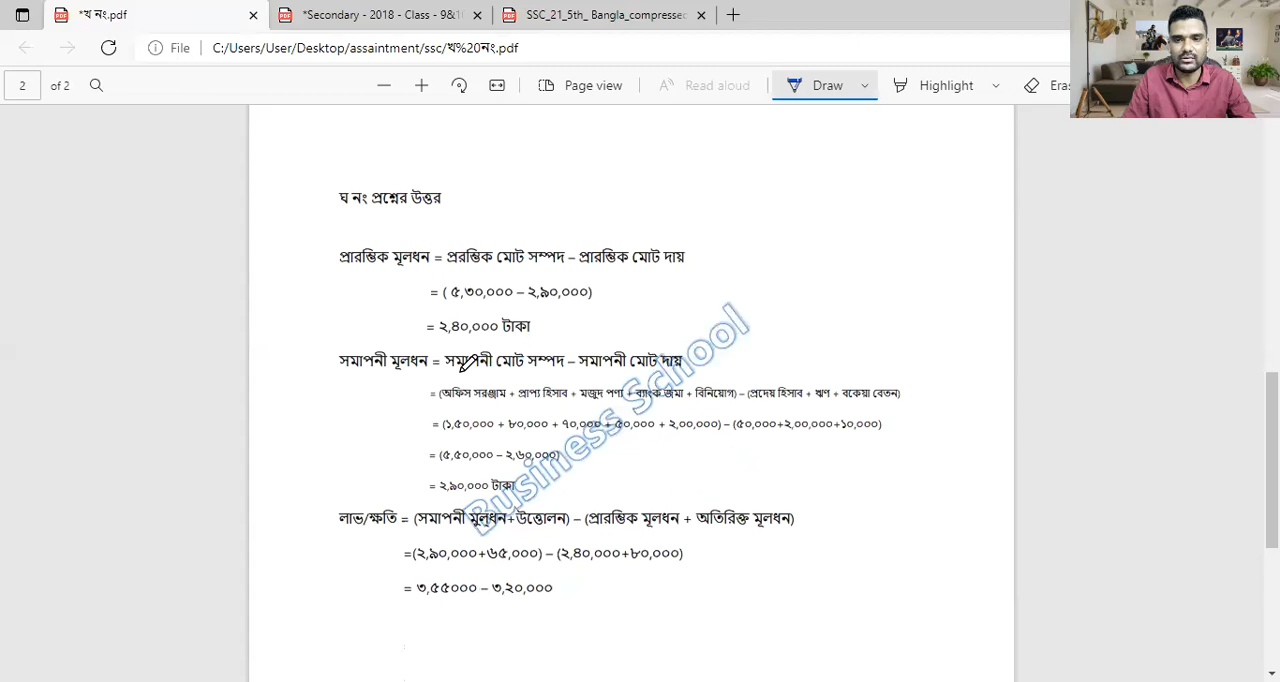 *খ নং.pdf
*Secondary - 2018 - Class - 9&1
SSC_21_5th_ Bangla_compressed
File C:/Users/User/Desktop/assaintment/ssc/খ%20নং.pdf
2 of 2 Page view Read aloud Draw Highlight Eras
ঘ নং প্রশ্নের উত্তর
প্রারম্ভিক মূলধন = প্ররম্ভিক মোট সম্পদ – প্রারম্ভিক মোট দায়
= ( ৫,৩০,০০০ – ২,৯০,০০০)
= ২,৪০,০০০ টাকা
সমাপনী মূলধন = সমাপনী মোট সম্পদ – সমাপনী মোট দায়
= (অফিস সরঞ্জাম + প্রাপ্য হিসাব + মজুদ পণ্য + ব্যাংক জমা + বিনিয়োগ) – (প্রদেয় হিসাব + ঋণ + বকেয়া বেতন)
= (১,৫০,০০০ + ৮০,০০০ + ৭০,০০০ + ৫০,০০০ + ২,০০,০০০) – (৫০,০০০+২,০০,০০০+১০,০০০)
= (৫,৫০,০০০ – ২,৬০,০০০)
= ২,৯০,০০০ টাকা
লাভ/ক্ষতি = (সমাপনী মুলধন+উত্তোলন) – (প্রারম্ভিক মূলধন + অতিরিক্ত মূলধন)
=(২,৯০,০০০+৬৫,০০০) – (২,৪০,০০০+৮০,০০০)
= ৩,৫৫০০০ – ৩,২০,০০০
Business School